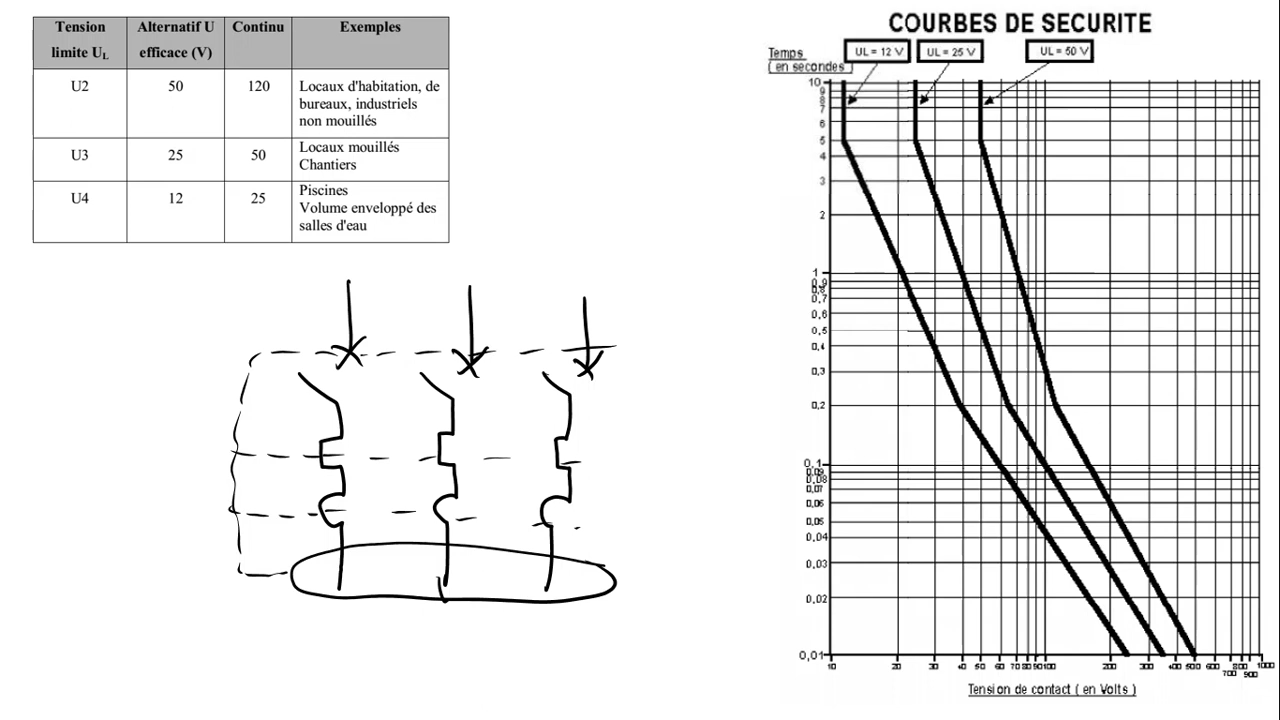 Tension limite UL
Alternatif U efficace (V)
Continu
Exemples
U2
50
120
Locaux d'habitation, de
bureaux, industriels
non mouillés
U3
25
50
Locaux mouillés
Chantiers
U4
12
25
Piscines
Volume enveloppé des
salles d'eau
COURBES DE SECURITE
Temps
( en secondes )
UL = 12 V
UL = 25 V
UL = 50 V
10
9
8
7
6
5
4
3
2
1
0,9
0,8
0,7
0,6
0,5
0,4
0,3
0,2
0,1
0,09
0,08
0,07
0,06
0,05
0,04
0,03
0,02
0,01
10 20 30 40 50 60 70 80 90 100 200 300 400 500 600 700 800 900 1000
Tension de contact ( en Volts )